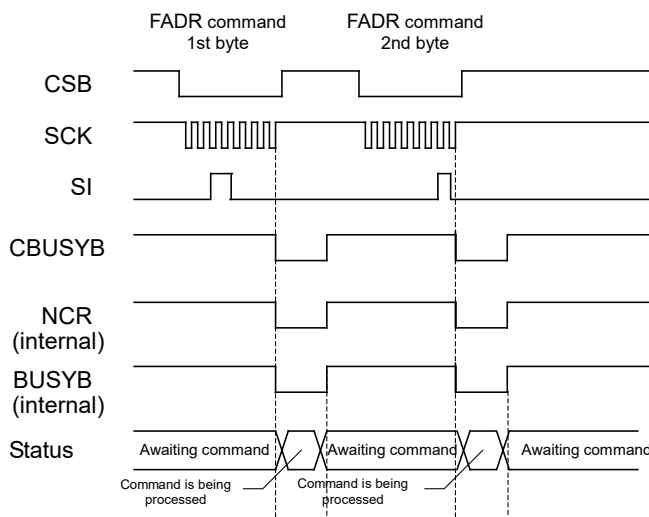 FADR command
1st byte
FADR command
2nd byte
CSB
SCK
SI
CBUSYB
NCR
(internal)
BUSYB
(internal)
Status
Awaiting command
Awaiting command
Awaiting command
Command is being
processed
Command is being
processed